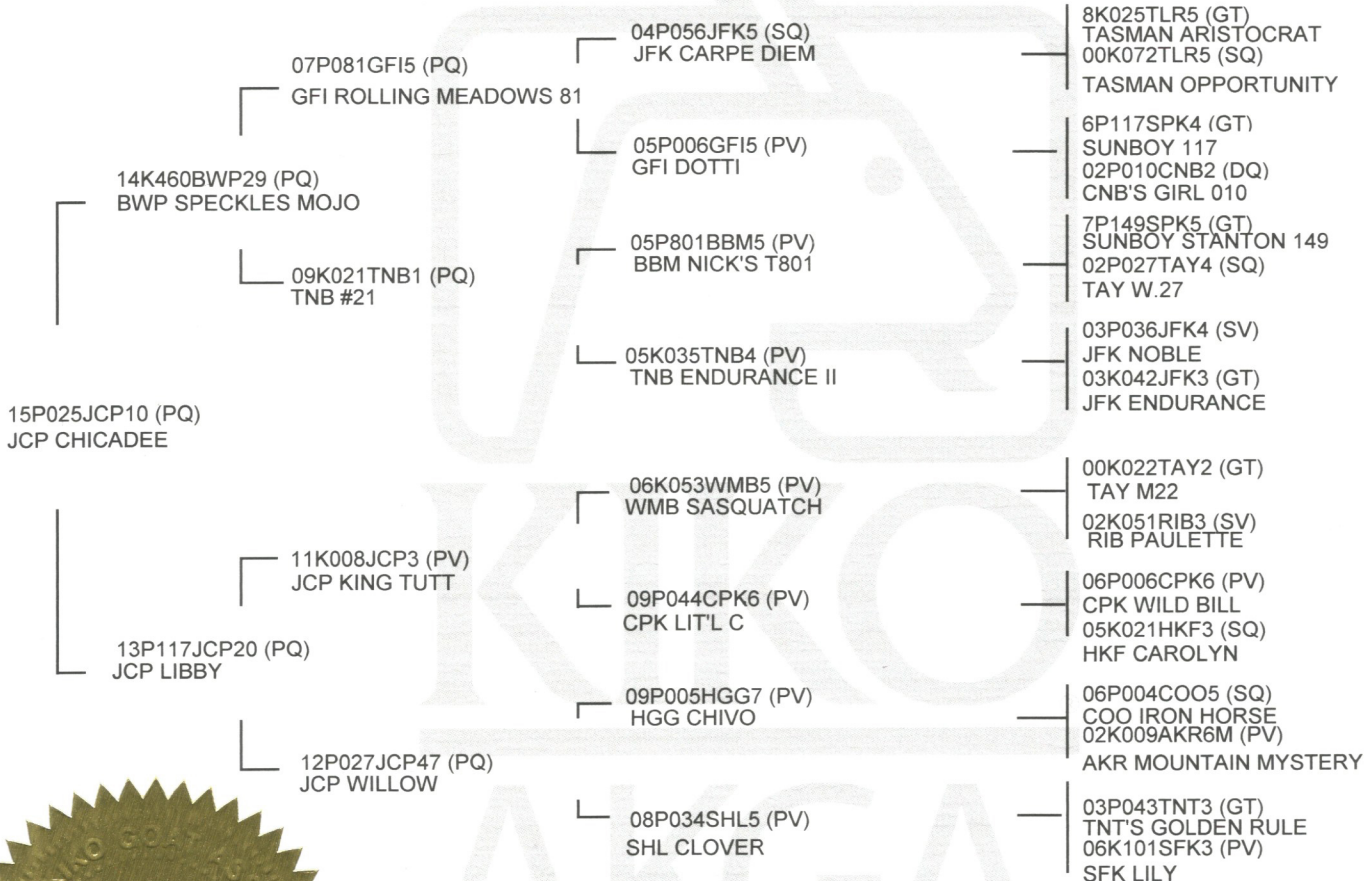 15P025JCP10 (PQ)
JCP CHICADEE
14K460BWP29 (PQ)
BWP SPECKLES MOJO
13P117JCP20 (PQ)
JCP LIBBY
07P081GFI5 (PQ)
GFI ROLLING MEADOWS 81
09K021TNB1 (PQ)
TNB #21
11K008JCP3 (PV)
JCP KING TUTT
12P027JCP47 (PQ)
JCP WILLOW
04P056JFK5 (SQ)
JFK CARPE DIEM
05P006GFI5 (PV)
GFI DOTTI
05P801BBM5 (PV)
BBM NICK'S T801
05K035TNB4 (PV)
TNB ENDURANCE II
06K053WMB5 (PV)
WMB SASQUATCH
09P044CPK6 (PV)
CPK LIT'L C
09P005HGG7 (PV)
HGG CHIVO
08P034SHL5 (PV)
SHL CLOVER
8K025TLR5 (GT)
TASMAN ARISTOCRAT
00K072TLR5 (SQ)
TASMAN OPPORTUNITY
6P117SPK4 (GT)
SUNBOY 117
02P010CNB2 (DQ)
CNB'S GIRL 010
7P149SPK5 (GT)
SUNBOY STANTON 149
02P027TAY4 (SQ)
TAY W.27
03P036JFK4 (SV)
JFK NOBLE
03K042JFK3 (GT)
JFK ENDURANCE
00K022TAY2 (GT)
TAY M22
02K051RIB3 (SV)
RIB PAULETTE
06P006CPK6 (PV)
CPK WILD BILL
05K021HKF3 (SQ)
HKF CAROLYN
06P004COO5 (SQ)
COO IRON HORSE
02K009AKR6M (PV)
AKR MOUNTAIN MYSTERY
03P043TNT3 (GT)
TNT'S GOLDEN RULE
06K101SFK3 (PV)
SFK LILY
KIKO
AKGA
KIKO GOAT